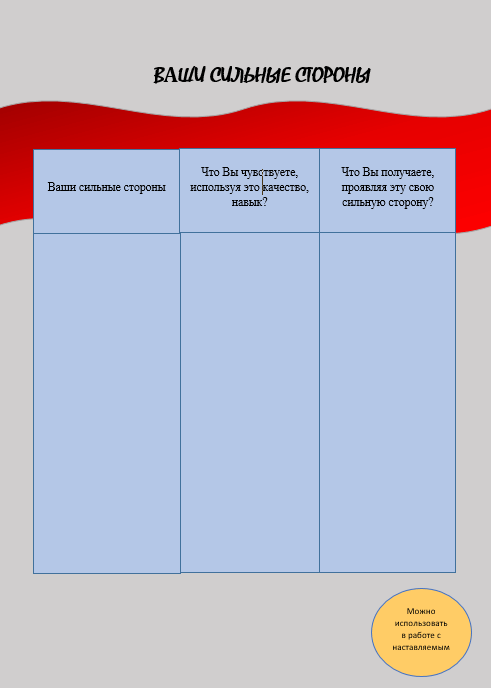 ВАШИ СИЛЬНЫЕ СТОРОНЫ
Ваши сильные стороны
Что Вы чувствуете,
используя это качество,
навык?
Что Вы получаете,
проявляя эту свою
сильную сторону?
Можно
использовать
в работе с
наставляемым